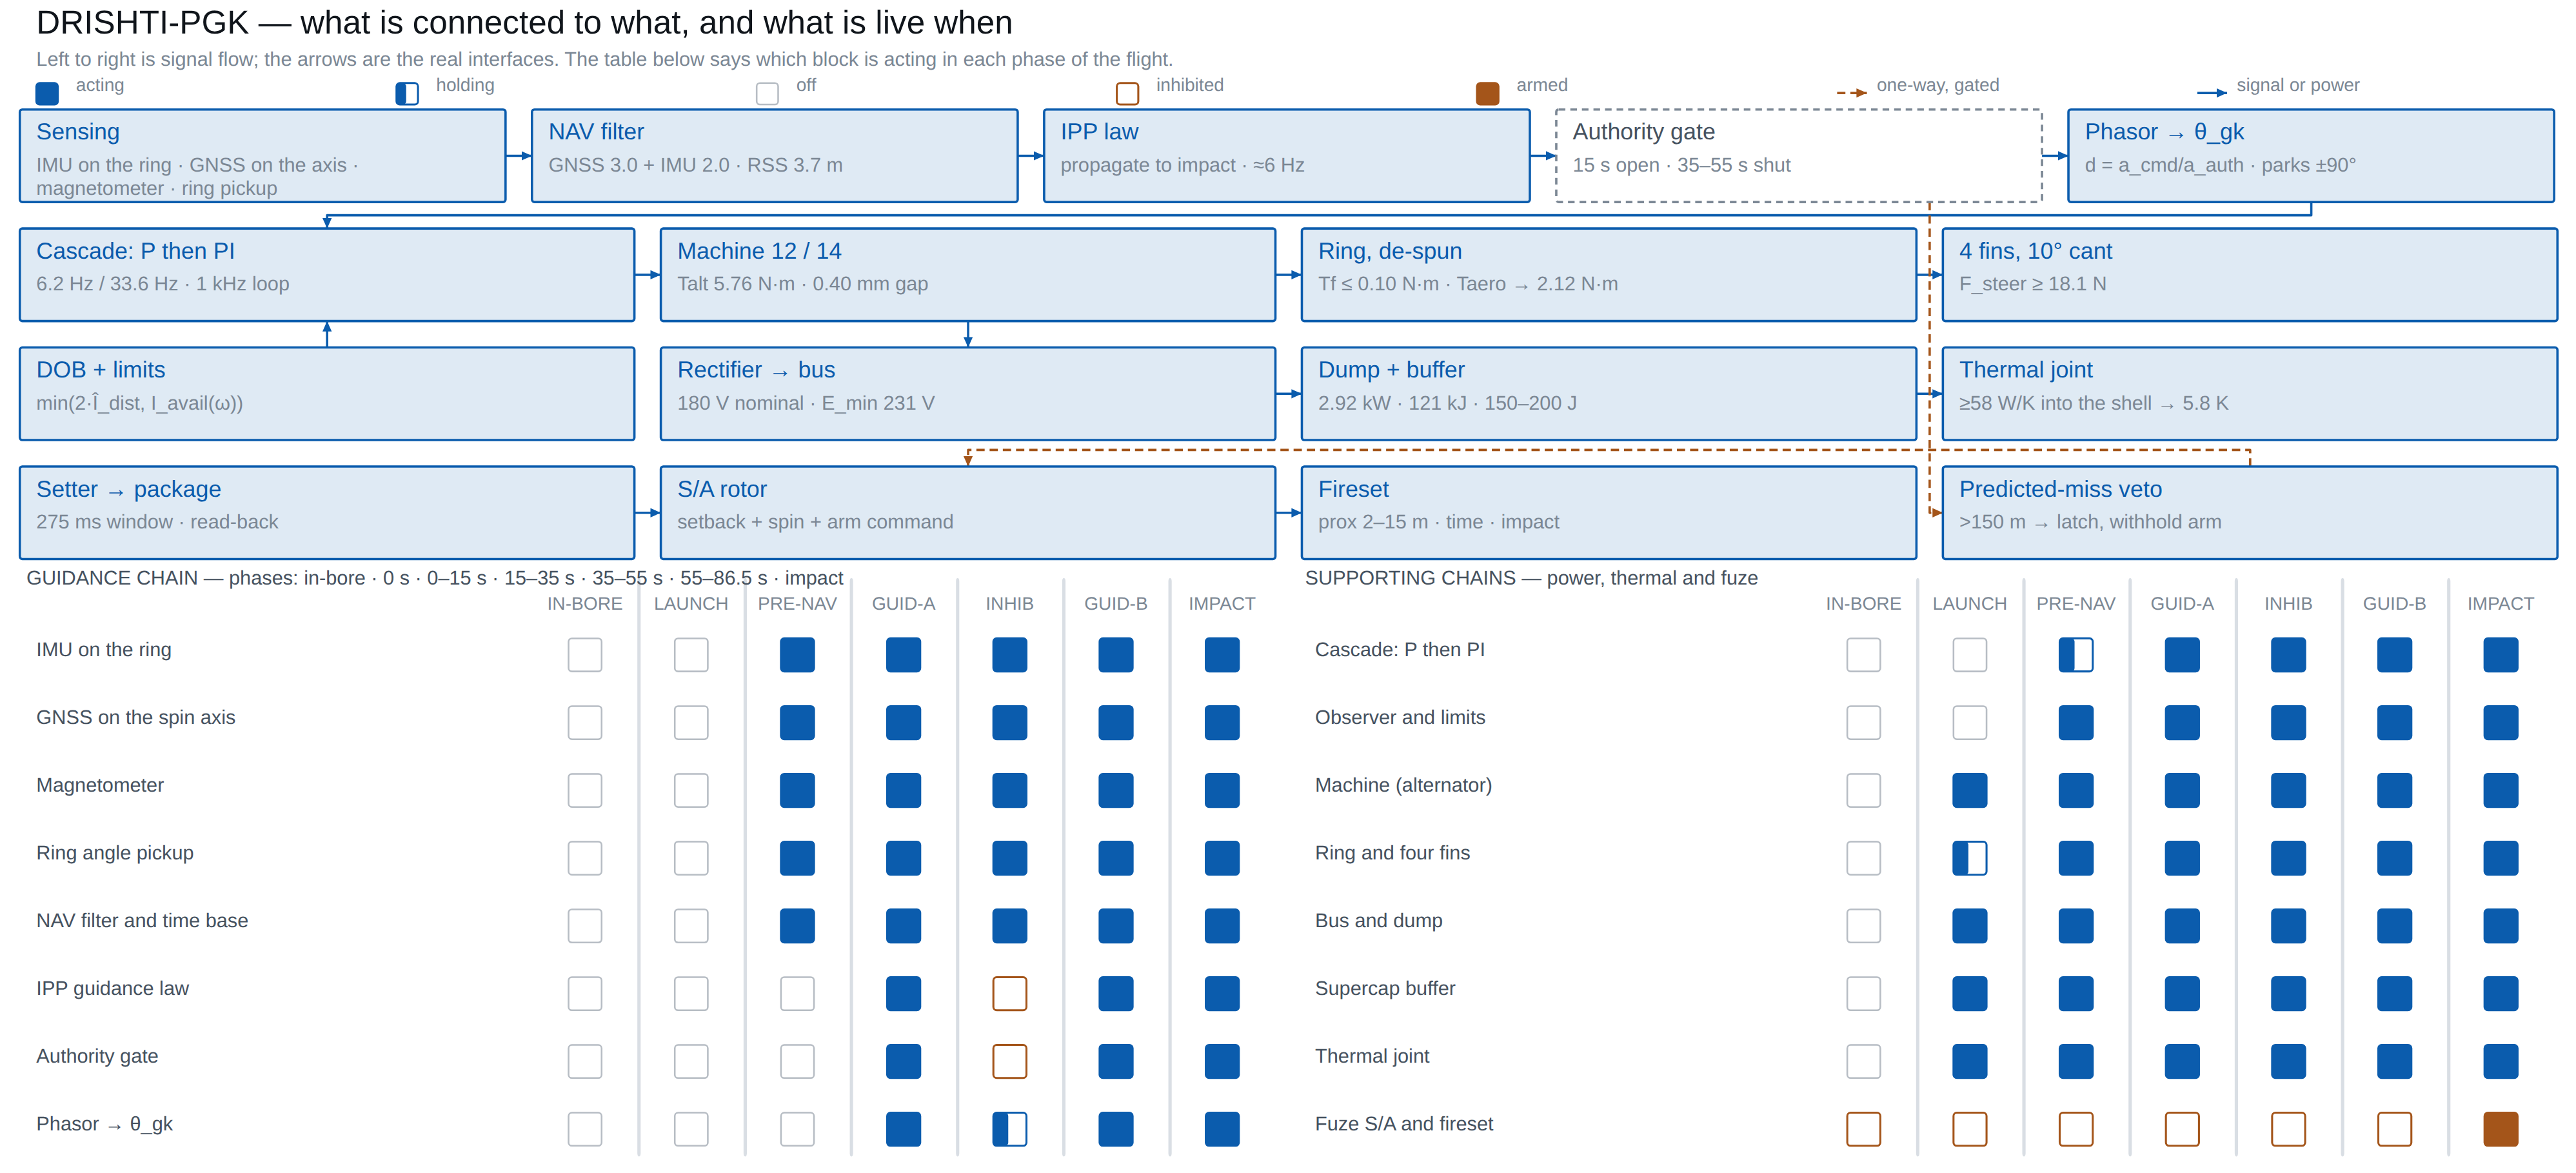 DRISHTI-PGK — what is connected to what, and what is live when
Left to right is signal flow; the arrows are the real interfaces. The table below says which block is acting in each phase of the flight.
acting
holding
off
inhibited
armed
one-way, gated
signal or power
Sensing
IMU on the ring · GNSS on the axis ·
magnetometer · ring pickup
NAV filter
GNSS 3.0 + IMU 2.0 · RSS 3.7 m
IPP law
propagate to impact · ≈6 Hz
Authority gate
15 s open · 35–55 s shut
Phasor → θ_gk
d = a_cmd/a_auth · parks ±90°
Cascade: P then PI
6.2 Hz / 33.6 Hz · 1 kHz loop
Machine 12 / 14
Talt 5.76 N·m · 0.40 mm gap
Ring, de-spun
Tf ≤ 0.10 N·m · Taero → 2.12 N·m
4 fins, 10° cant
F_steer ≥ 18.1 N
DOB + limits
min(2·Î_dist, I_avail(ω))
Rectifier → bus
180 V nominal · E_min 231 V
Dump + buffer
2.92 kW · 121 kJ · 150–200 J
Thermal joint
≥58 W/K into the shell → 5.8 K
Setter → package
275 ms window · read-back
S/A rotor
setback + spin + arm command
Fireset
prox 2–15 m · time · impact
Predicted-miss veto
>150 m → latch, withhold arm
GUIDANCE CHAIN — phases: in-bore · 0 s · 0–15 s · 15–35 s · 35–55 s · 55–86.5 s · impact
IN-BORE LAUNCH PRE-NAV GUID-A INHIB GUID-B IMPACT
IMU on the ring
GNSS on the spin axis
Magnetometer
Ring angle pickup
NAV filter and time base
IPP guidance law
Authority gate
Phasor → θ_gk
SUPPORTING CHAINS — power, thermal and fuze
IN-BORE LAUNCH PRE-NAV GUID-A INHIB GUID-B IMPACT
Cascade: P then PI
Observer and limits
Machine (alternator)
Ring and four fins
Bus and dump
Supercap buffer
Thermal joint
Fuze S/A and fireset